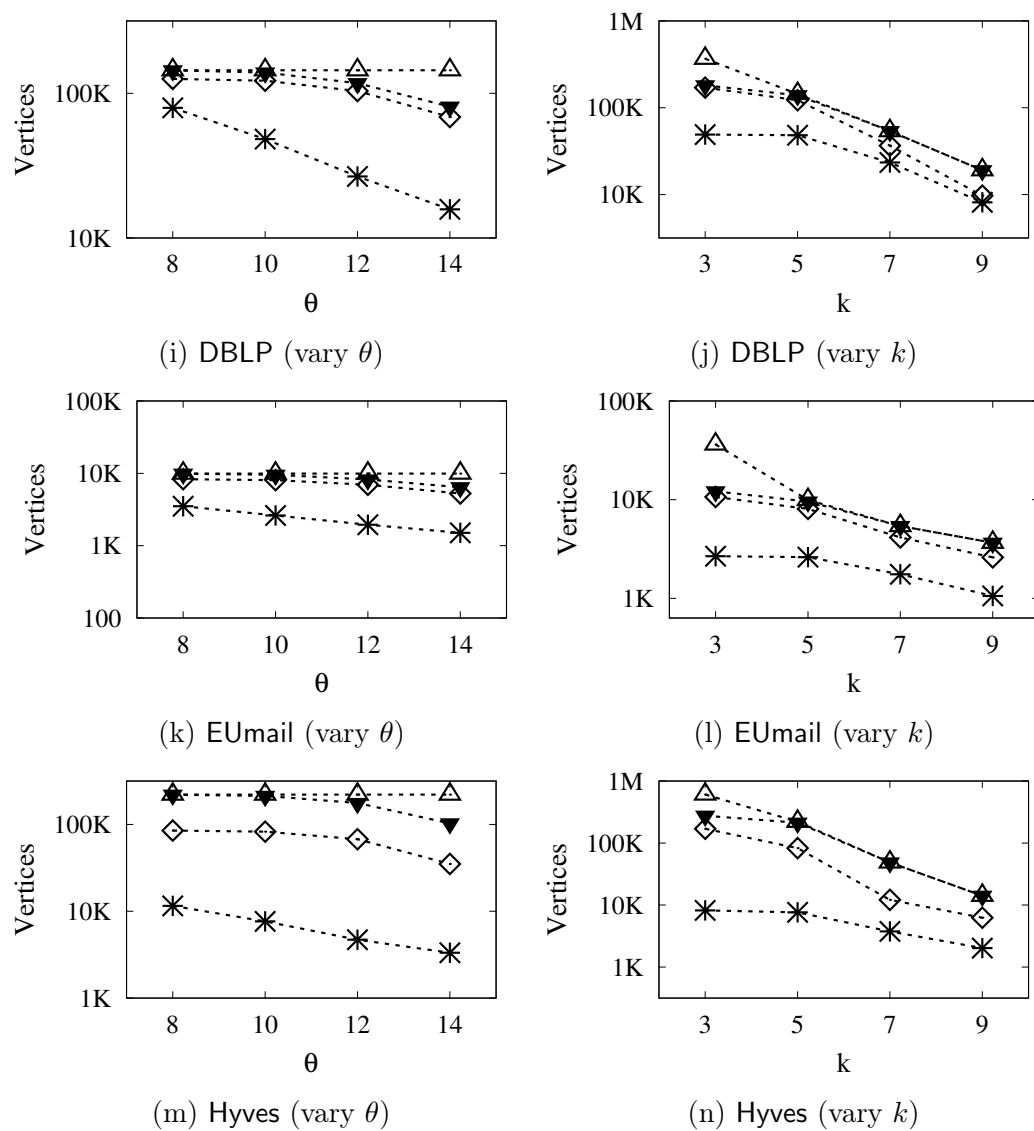 Vertices
100K
10K
8 10 12 14
θ
(i) DBLP (vary θ)
Vertices
1M
100K
10K
3 5 7 9
k
(j) DBLP (vary k)
Vertices
100K
10K
1K
100
8 10 12 14
θ
(k) EUmail (vary θ)
Vertices
100K
10K
1K
3 5 7 9
k
(l) EUmail (vary k)
Vertices
100K
10K
1K
8 10 12 14
θ
(m) Hyves (vary θ)
Vertices
1M
100K
10K
1K
3 5 7 9
k
(n) Hyves (vary k)